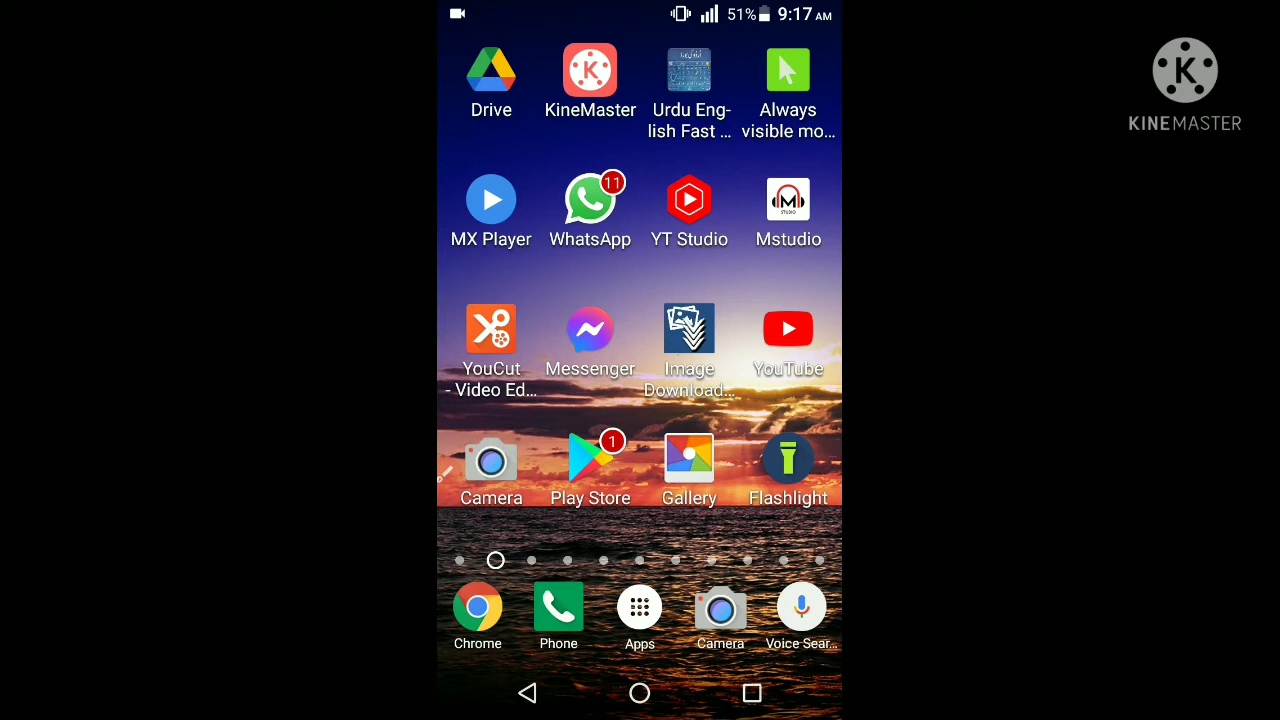 51% 9:17 AM
K
KINEMASTER
Drive
KineMaster
Urdu Eng-
lish Fast ...
Always
visible mo...
11
MX Player
WhatsApp
YT Studio
M
STUDIO
Mstudio
YouCut
- Video Ed...
Messenger
Image
Download...
YouTube
1
Camera
Play Store
Gallery
Flashlight
Chrome
Phone
Apps
Camera
Voice Sear...